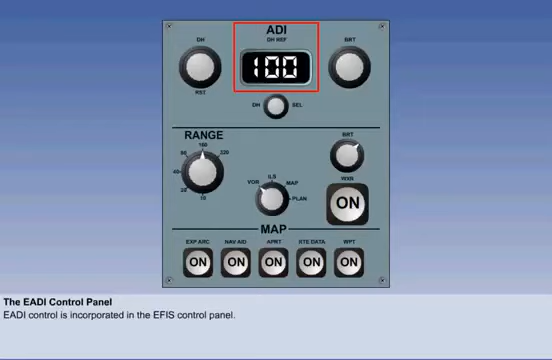 ADI
DH REF
DH
BRT
100
RST
DH
SEL
RANGE
160
80
320
40
20
10
BRT
ILS
VOR
MAP
PLAN
WXR
ON
MAP
EXP ARC
NAV AID
APRT
RTE DATA
WPT
ON
ON
ON
ON
ON
The EADI Control Panel
EADI control is incorporated in the EFIS control panel.